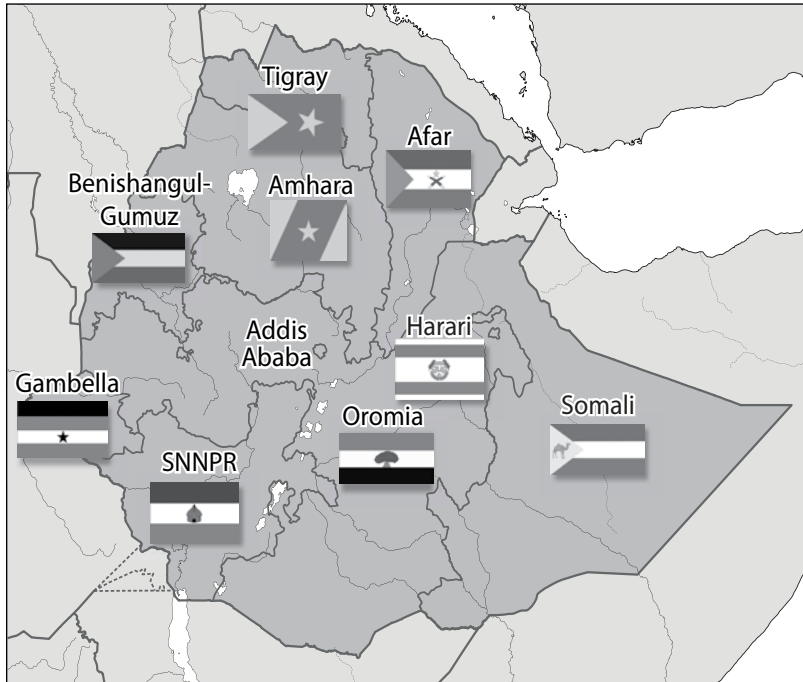 Tigray
Afar
Benishangul-
Gumuz
Amhara
Addis
Ababa
Harari
Gambella
Oromia
Somali
SNNPR